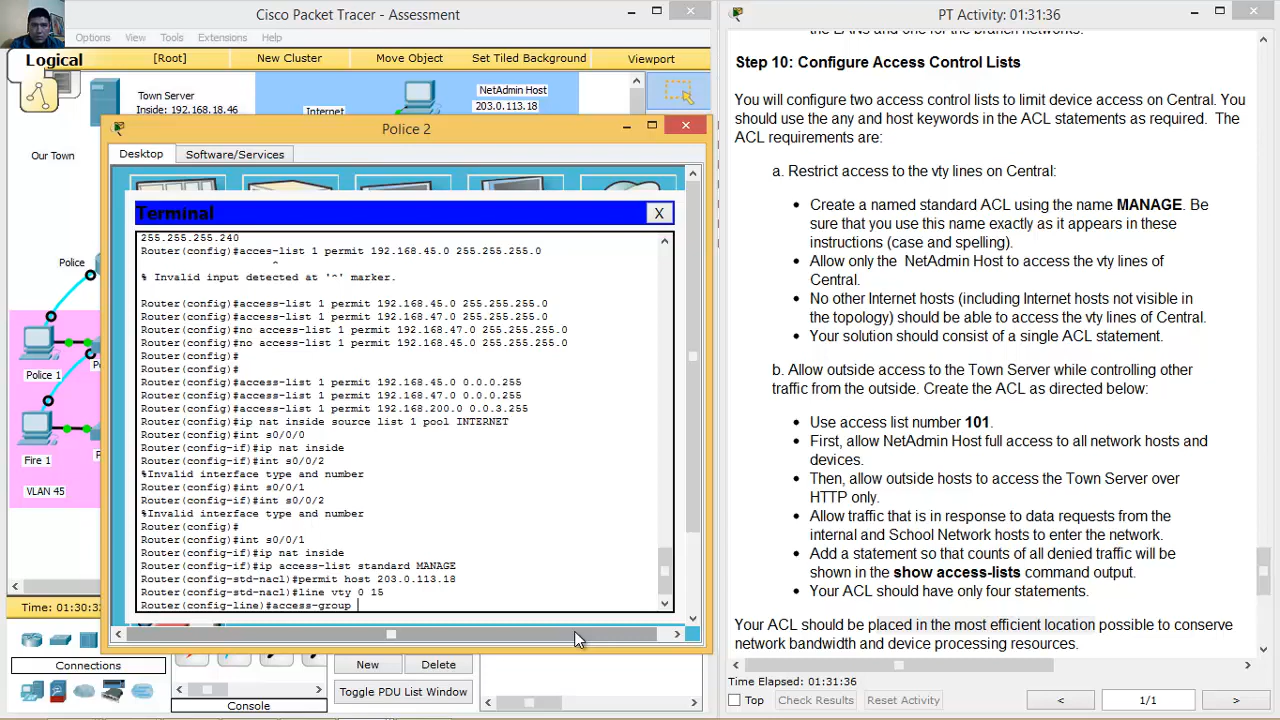 Cisco Packet Tracer - Assessment
Options View Tools Extensions Help
Logical
[Root]
New Cluster
Move Object
Set Tiled Background
Viewport
Town Server
Inside: 192.168.18.46
Internet
NetAdmin Host
203.0.113.18
Our Town
Police
Police 1
Fire 1
VLAN 45
Police 2
Desktop
Software/Services
Terminal
X
255.255.255.240
Router(config)#acces-list 1 permit 192.168.45.0 255.255.255.0
^
% Invalid input detected at '^' marker.
Router(config)#access-list 1 permit 192.168.45.0 255.255.255.0
Router(config)#access-list 1 permit 192.168.47.0 255.255.255.0
Router(config)#no access-list 1 permit 192.168.47.0 255.255.255.0
Router(config)#no access-list 1 permit 192.168.45.0 255.255.255.0
Router(config)#
Router(config)#
Router(config)#access-list 1 permit 192.168.45.0 0.0.0.255
Router(config)#access-list 1 permit 192.168.47.0 0.0.0.255
Router(config)#access-list 1 permit 192.168.200.0 0.0.3.255
Router(config)#ip nat inside source list 1 pool INTERNET
Router(config)#int s0/0/0
Router(config-if)#ip nat inside
Router(config-if)#int s0/0/2
%Invalid interface type and number
Router(config)#int s0/0/1
Router(config-if)#int s0/0/2
%Invalid interface type and number
Router(config)#
Router(config)#int s0/0/1
Router(config-if)#ip nat inside
Router(config-if)#ip access-list standard MANAGE
Router(config-std-nacl)#permit host 203.0.113.18
Router(config-std-nacl)#line vty 0 15
Router(config-line)#access-group
Time: 01:30:3
Connections
New
Delete
Toggle PDU List Window
Console
PT Activity: 01:31:36
the LANs and one for the branch networks.
Step 10: Configure Access Control Lists
You will configure two access control lists to limit device access on Central. You
should use the any and host keywords in the ACL statements as required. The
ACL requirements are:
a. Restrict access to the vty lines on Central:
• Create a named standard ACL using the name MANAGE. Be
sure that you use this name exactly as it appears in these
instructions (case and spelling).
• Allow only the NetAdmin Host to access the vty lines of
Central.
• No other Internet hosts (including Internet hosts not visible in
the topology) should be able to access the vty lines of Central.
• Your solution should consist of a single ACL statement.
b. Allow outside access to the Town Server while controlling other
traffic from the outside. Create the ACL as directed below:
• Use access list number 101.
• First, allow NetAdmin Host full access to all network hosts and
devices.
• Then, allow outside hosts to access the Town Server over
HTTP only.
• Allow traffic that is in response to data requests from the
internal and School Network hosts to enter the network.
• Add a statement so that counts of all denied traffic will be
shown in the show access-lists command output.
• Your ACL should have only four statements.
Your ACL should be placed in the most efficient location possible to conserve
network bandwidth and device processing resources.
Time Elapsed: 01:31:36
Top
Check Results
Reset Activity
<
1/1
>